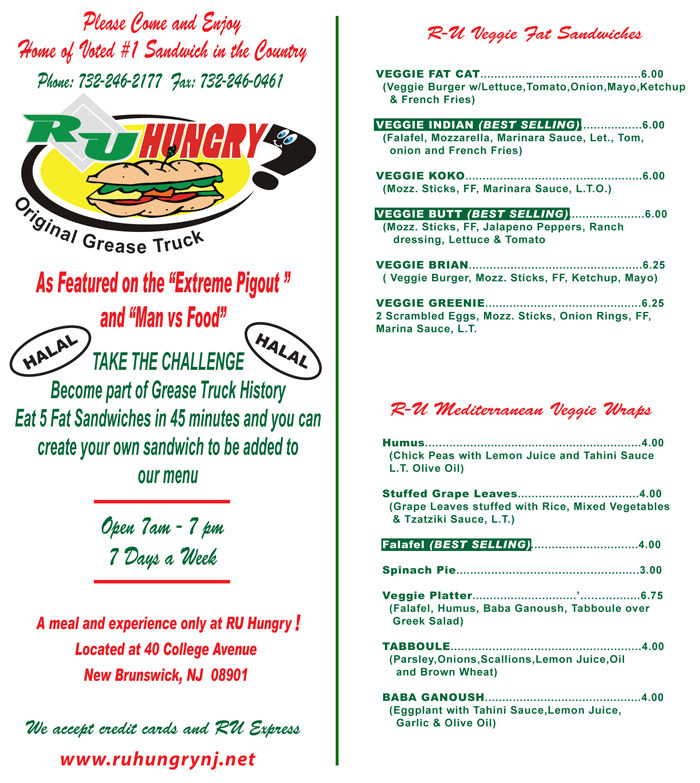 Please Come and Enjoy
Home of Voted #1 Sandwich in the Country
Phone: 732-246-2177 Fax: 732-246-0461
RU HUNGRY?
Original Grease Truck
As Featured on the “Extreme Pigout ”
and “Man vs Food”
HALAL
HALAL
TAKE THE CHALLENGE
Become part of Grease Truck History
Eat 5 Fat Sandwiches in 45 minutes and you can
create your own sandwich to be added to
our menu
Open 7am - 7 pm
7 Days a Week
A meal and experience only at RU Hungry !
Located at 40 College Avenue
New Brunswick, NJ 08901
We accept credit cards and RU Express
www.ruhungrynj.net
R-U Veggie Fat Sandwiches
VEGGIE FAT CAT..............................................6.00
(Veggie Burger w/Lettuce,Tomato,Onion,Mayo,Ketchup
& French Fries)
VEGGIE INDIAN (BEST SELLING)..................6.00
(Falafel, Mozzarella, Marinara Sauce, Let., Tom,
onion and French Fries)
VEGGIE KOKO...................................................6.00
(Mozz. Sticks, FF, Marinara Sauce, L.T.O.)
VEGGIE BUTT (BEST SELLING)......................6.00
(Mozz. Sticks, FF, Jalapeno Peppers, Ranch
dressing, Lettuce & Tomato
VEGGIE BRIAN..................................................6.25
( Veggie Burger, Mozz. Sticks, FF, Ketchup, Mayo)
VEGGIE GREENIE.............................................6.25
2 Scrambled Eggs, Mozz. Sticks, Onion Rings, FF,
Marina Sauce, L.T.
R-U Mediterranean Veggie Wraps
Humus..............................................................4.00
(Chick Peas with Lemon Juice and Tahini Sauce
L.T. Olive Oil)
Stuffed Grape Leaves...................................4.00
(Grape Leaves stuffed with Rice, Mixed Vegetables
& Tzatziki Sauce, L.T.)
Falafel (BEST SELLING)...............................4.00
Spinach Pie.....................................................3.00
Veggie Platter..............................’.................6.75
(Falafel, Humus, Baba Ganoush, Tabboule over
Greek Salad)
TABBOULE.......................................................4.00
(Parsley,Onions,Scallions,Lemon Juice,Oil
and Brown Wheat)
BABA GANOUSH.............................................4.00
(Eggplant with Tahini Sauce,Lemon Juice,
Garlic & Olive Oil)